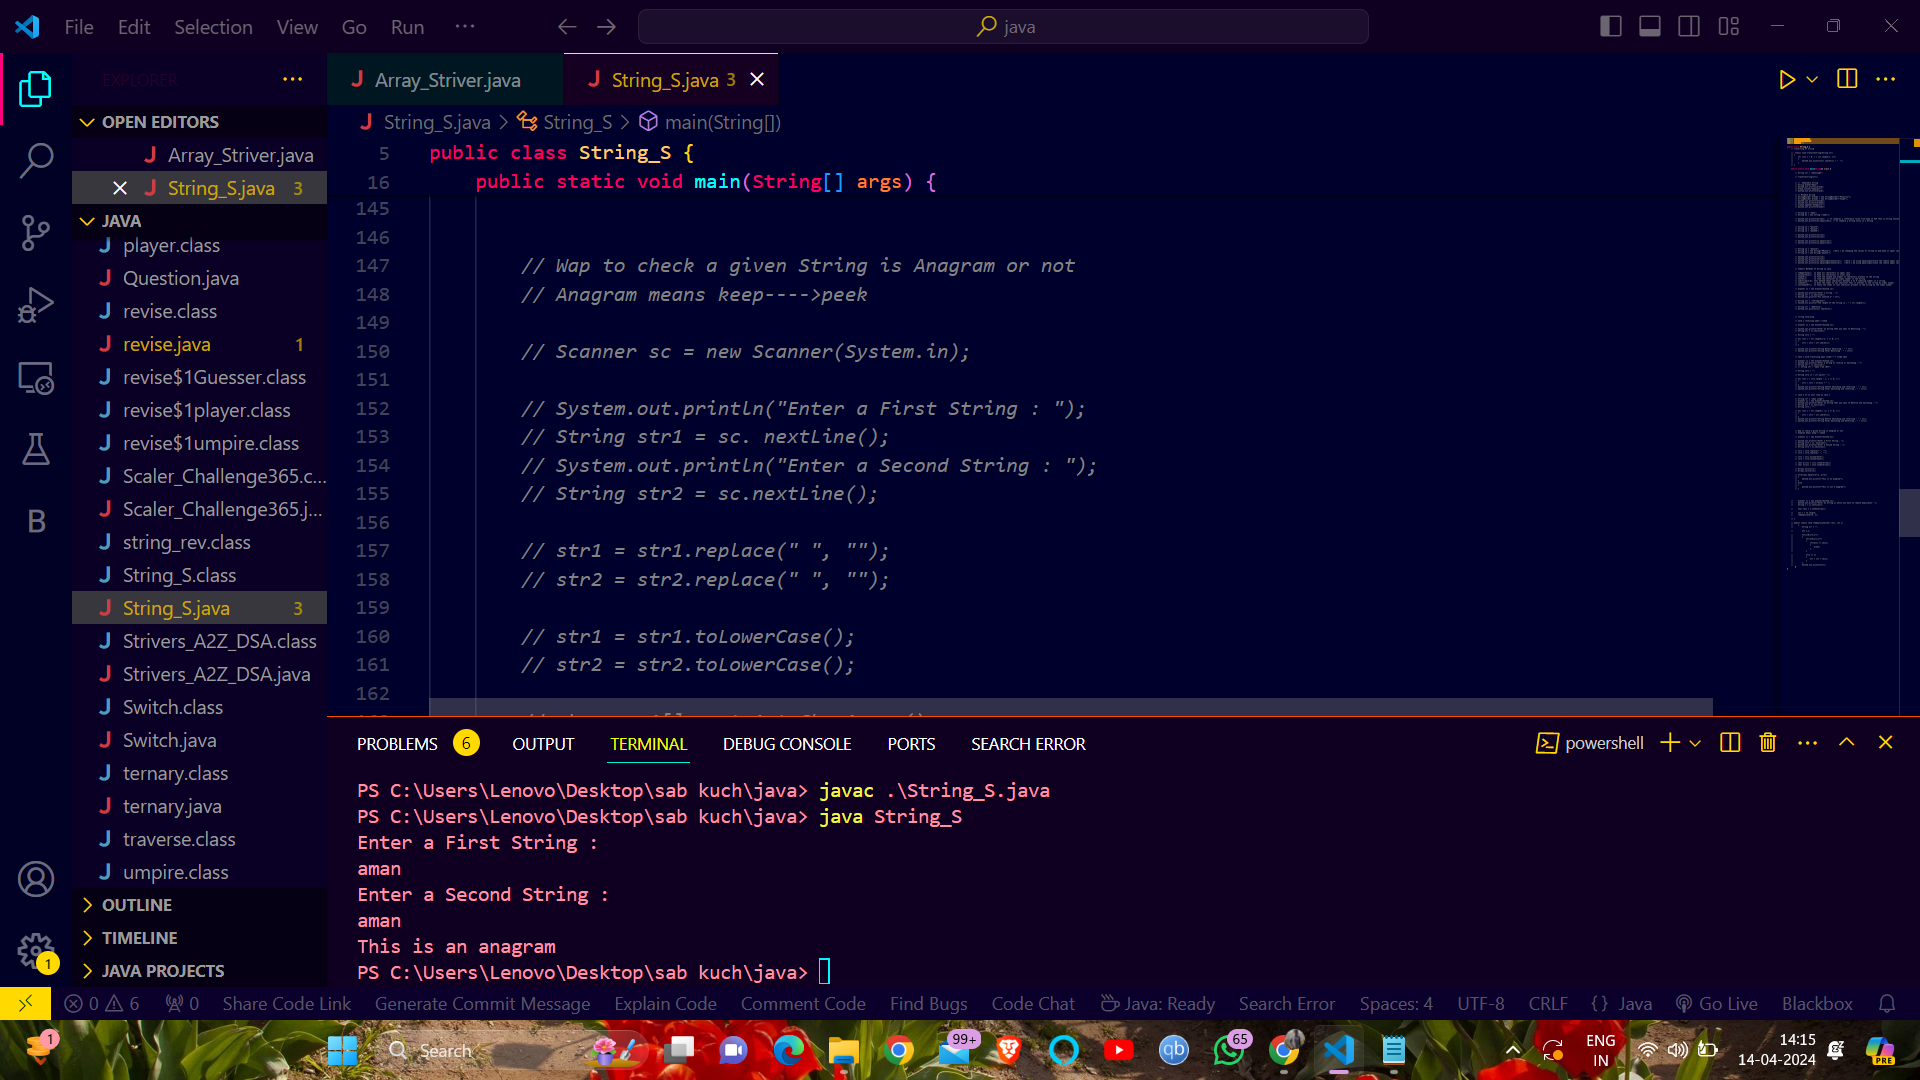 File Edit Selection View Go Run ···
java
EXPLORER
OPEN EDITORS
Array_Striver.java
String_S.java 3
JAVA
player.class
Question.java
revise.class
revise.java 1
revise$1Guesser.class
revise$1player.class
revise$1umpire.class
Scaler_Challenge365.c...
Scaler_Challenge365.j...
string_rev.class
String_S.class
String_S.java 3
Strivers_A2Z_DSA.class
Strivers_A2Z_DSA.java
Switch.class
Switch.java
ternary.class
ternary.java
traverse.class
umpire.class
OUTLINE
TIMELINE
JAVA PROJECTS
B
1
Array_Striver.java
String_S.java 3
String_S.java > String_S > main(String[])
5 public class String_S {
16 public static void main(String[] args) {
145
146
147 // Wap to check a given String is Anagram or not
148 // Anagram means keep---->peek
149
150 // Scanner sc = new Scanner(System.in);
151
152 // System.out.println("Enter a First String : ");
153 // String str1 = sc. nextLine();
154 // System.out.println("Enter a Second String : ");
155 // String str2 = sc.nextLine();
156
157 // str1 = str1.replace(" ", "");
158 // str2 = str2.replace(" ", "");
159
160 // str1 = str1.toLowerCase();
161 // str2 = str2.toLowerCase();
162
PROBLEMS 6 OUTPUT TERMINAL DEBUG CONSOLE PORTS SEARCH ERROR
powershell
PS C:\Users\Lenovo\Desktop\sab kuch\java> javac .\String_S.java
PS C:\Users\Lenovo\Desktop\sab kuch\java> java String_S
Enter a First String :
aman
Enter a Second String :
aman
This is an anagram
PS C:\Users\Lenovo\Desktop\sab kuch\java>
0 6 0 Share Code Link Generate Commit Message Explain Code Comment Code Find Bugs Code Chat Java: Ready Search Error Spaces: 4 UTF-8 CRLF {} Java Go Live Blackbox
1
Search
99+
qb
65
ENG
IN
14:15
14-04-2024
PRE